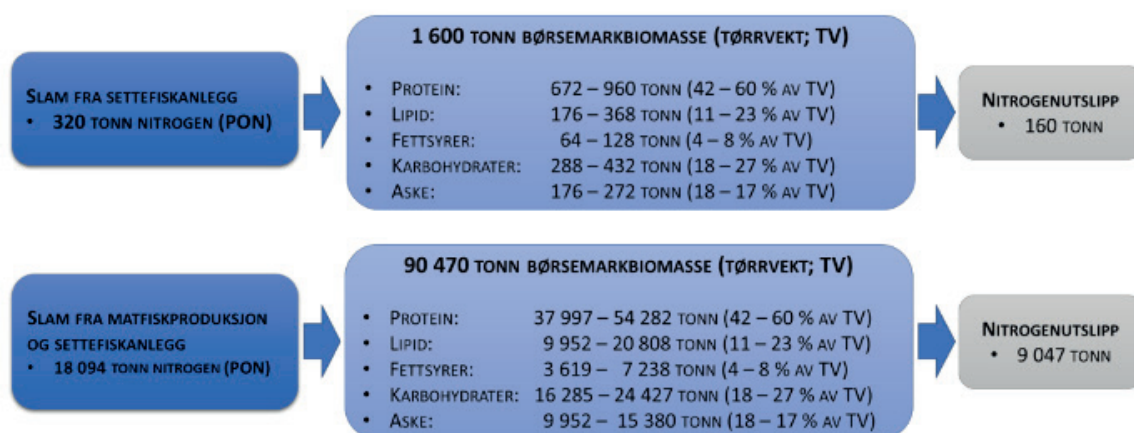 1 600 TONN BØRSEMARKBIOMASSE (TØRRVEKT; TV)
SLAM FRA SETTEFISKANLEGG
• 320 TONN NITROGEN (PON)
• PROTEIN: 672 – 960 TONN (42 – 60 % AV TV)
• LIPID: 176 – 368 TONN (11 – 23 % AV TV)
• FETTSYRER: 64 – 128 TONN (4 – 8 % AV TV)
• KARBOHYDRATER: 288 – 432 TONN (18 – 27 % AV TV)
• ASKE: 176 – 272 TONN (18 – 17 % AV TV)
NITROGENUTSLIPP
• 160 TONN
90 470 TONN BØRSEMARKBIOMASSE (TØRRVEKT; TV)
SLAM FRA MATFISKPRODUKSJON
OG SETTEFISKANLEGG
• 18 094 TONN NITROGEN (PON)
• PROTEIN: 37 997 – 54 282 TONN (42 – 60 % AV TV)
• LIPID: 9 952 – 20 808 TONN (11 – 23 % AV TV)
• FETTSYRER: 3 619 – 7 238 TONN (4 – 8 % AV TV)
• KARBOHYDRATER: 16 285 – 24 427 TONN (18 – 27 % AV TV)
• ASKE: 9 952 – 15 380 TONN (18 – 17 % AV TV)
NITROGENUTSLIPP
• 9 047 TONN